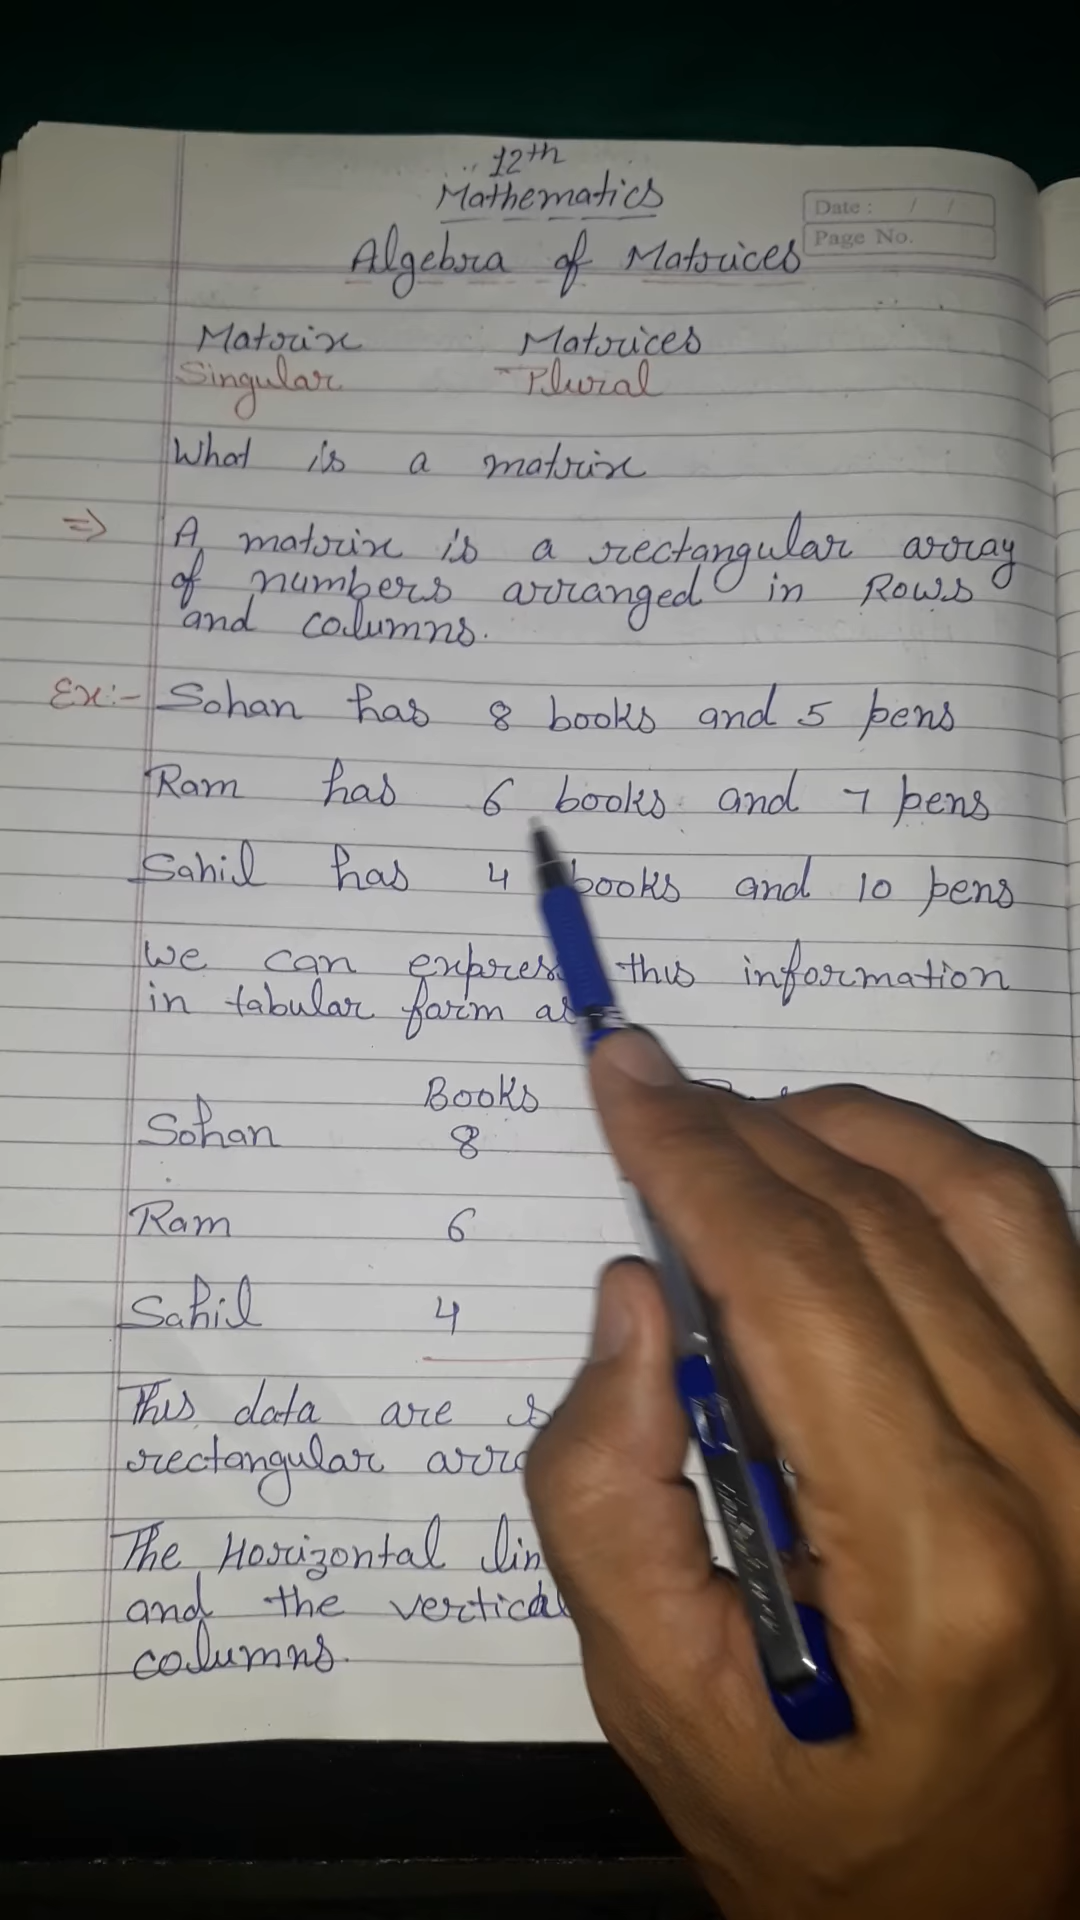 12th
Mathematics
Date : / /
Page No.
Algebra of Matrices
Matrix Matrices
Singular Plural
What is a matrix
⇒ A matrix is a rectangular array
of numbers arranged in Rows
and columns.
Ex:- Sohan has 8 books and 5 pens
Ram has 6 books and 7 pens
Sahil has 4 books and 10 pens
We can express this information
in tabular form as
Books
Sohan 8
Ram 6
Sahil 4
This data are
rectangular
The Horizontal
and the vertical
columns.